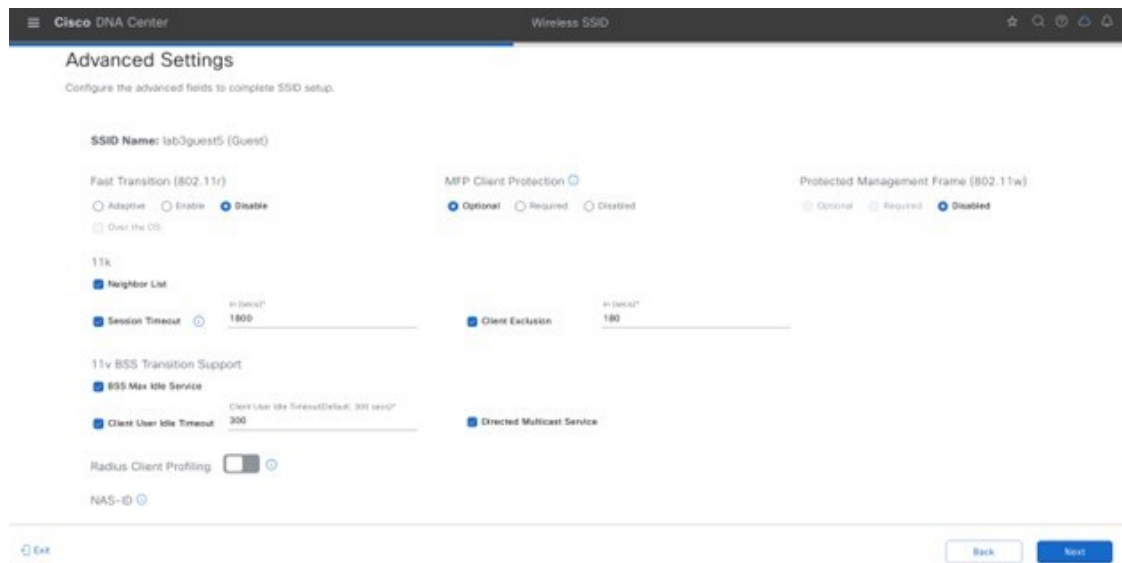 Cisco DNA Center
Wireless SSID
Advanced Settings
Configure the advanced fields to complete SSID setup.
SSID Name: lab3guest5 (Guest)
Fast Transition (802.11r)
MFP Client Protection
Protected Management Frame (802.11w)
Adaptive Enable Disable
Optional Required Disabled
Optional Required Disabled
Over the DS
11k
Neighbor List
Session Timeout
in (secs)*
1800
Client Exclusion
in (secs)*
180
11v BSS Transition Support
BSS Max Idle Service
Client User Idle Timeout
Client User Idle Timeout(Default: 300 secs)*
300
Directed Multicast Service
Radius Client Profiling
NAS-ID
Exit
Back
Next